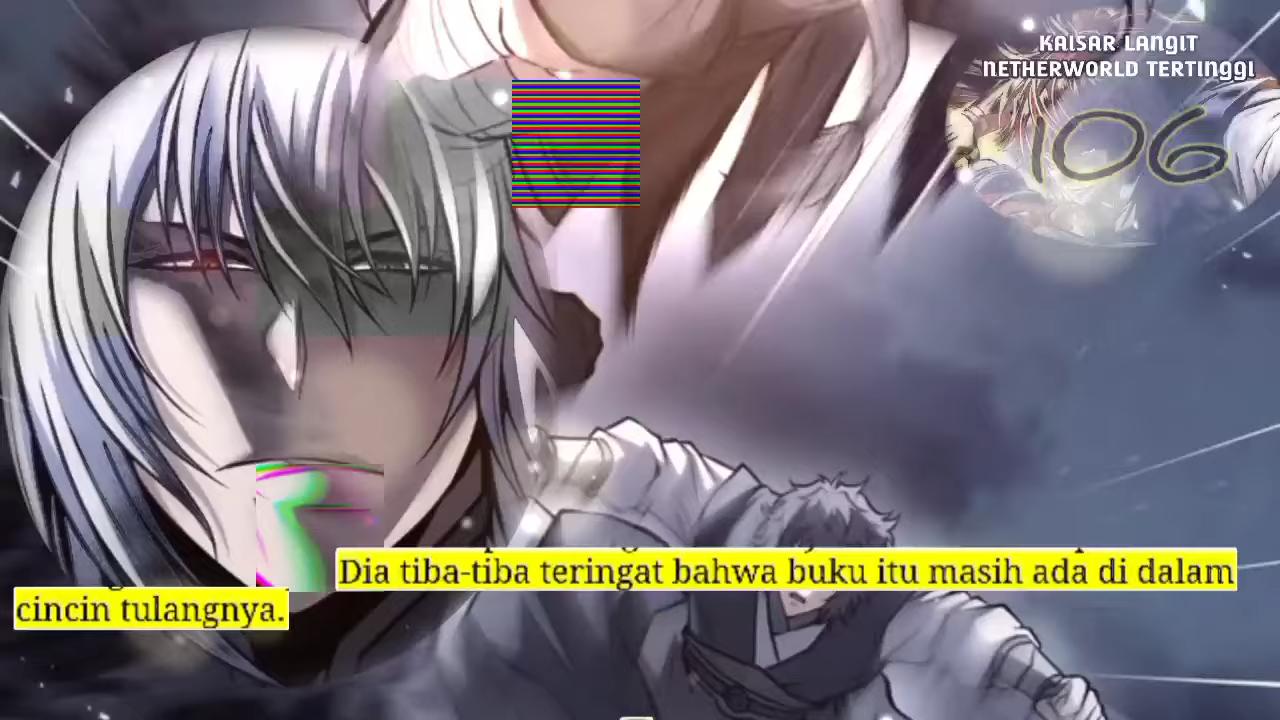 KAISAR LANGIT
NETHERWORLD TERTINGGI
106
Dia tiba-tiba teringat bahwa buku itu masih ada di dalam
cincin tulangnya.